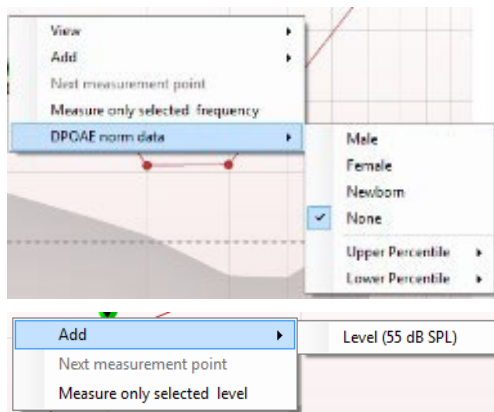 View
Add
Next measurement point
Measure only selected frequency
DPOAE norm data
Male
Female
Newborn
None
Upper Percentile
Lower Percentile
Add
Level (55 dB SPL)
Next measurement point
Measure only selected level